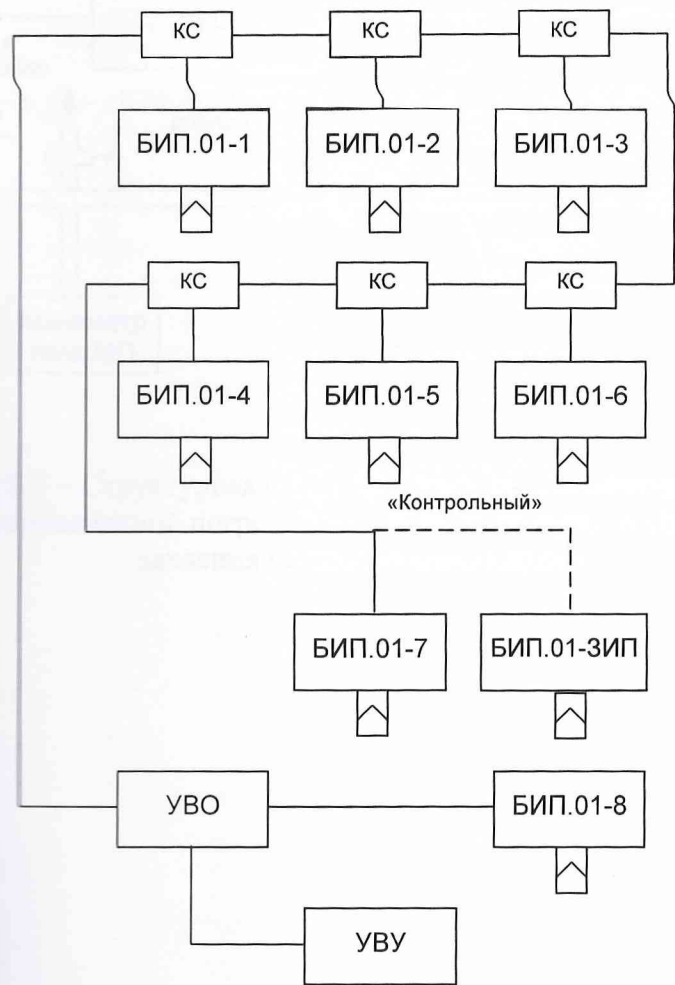 КС КС КС
БИП.01-1 БИП.01-2 БИП.01-3
КС КС КС
БИП.01-4 БИП.01-5 БИП.01-6
«Контрольный»
БИП.01-7 БИП.01-ЗИП
УВО БИП.01-8
УВУ